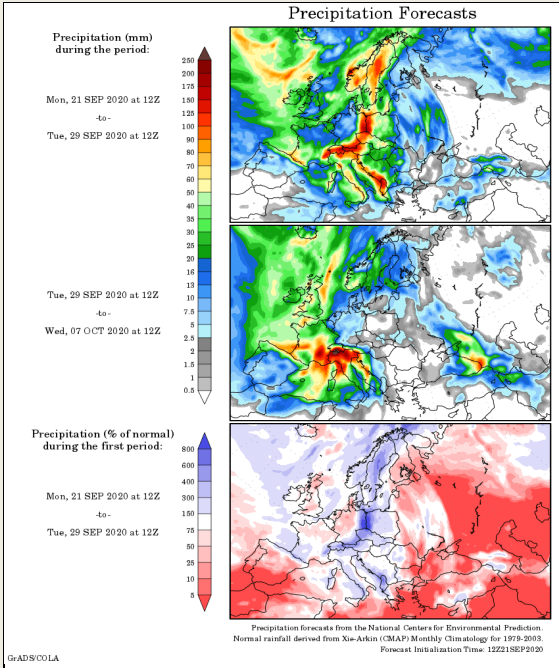 Precipitation Forecasts
Precipitation (mm)
during the period:
Mon, 21 SEP 2020 at 12Z
-to-
Tue, 29 SEP 2020 at 12Z
250
200
175
150
125
100
90
80
70
60
50
40
35
30
25
20
16
13
10
7.5
5
2.5
2
1.5
1
0.5
Tue, 29 SEP 2020 at 12Z
-to-
Wed, 07 OCT 2020 at 12Z
Precipitation (% of normal)
during the first period:
Mon, 21 SEP 2020 at 12Z
-to-
Tue, 29 SEP 2020 at 12Z
800
600
400
300
150
75
50
25
10
5
Precipitation forecasts from the National Centers for Environmental Prediction.
Normal rainfall derived from Xie-Arkin (CMAP) Monthly Climatology for 1979-2003.
Forecast Initialization Time: 12Z21SEP2020
GrADS/COLA